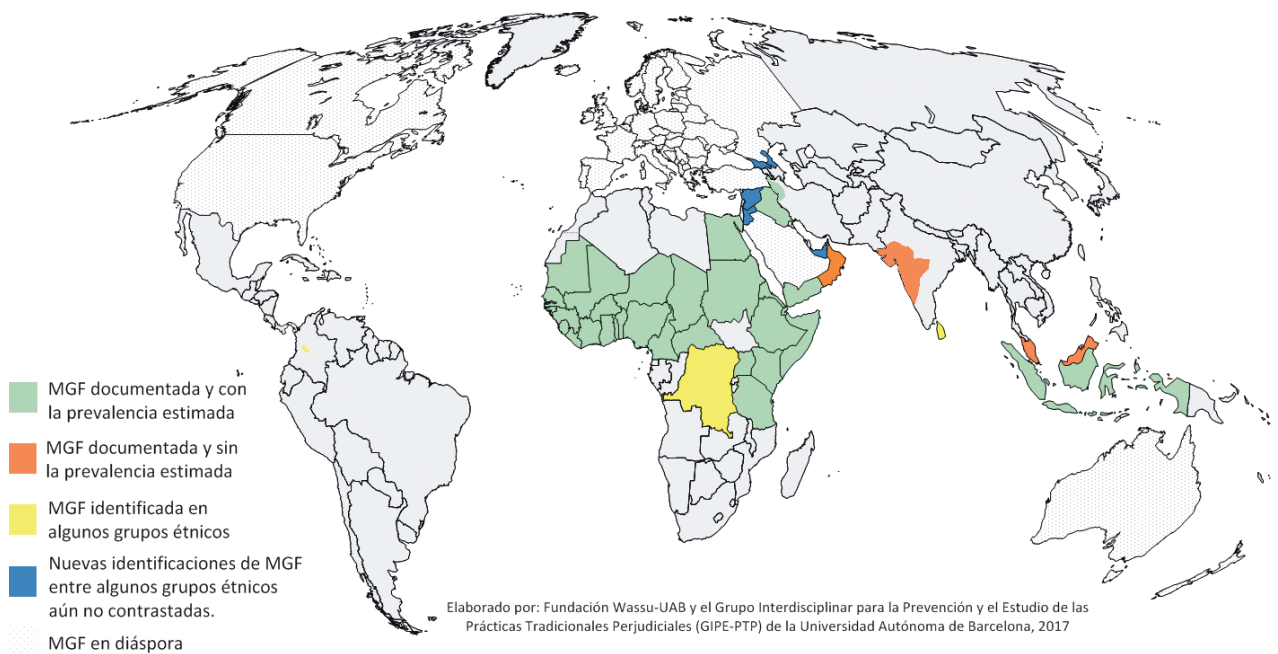 MGF documentada y con
la prevalencia estimada
MGF documentada y sin
la prevalencia estimada
MGF identificada en
algunos grupos étnicos
Nuevas identificaciones de MGF
entre algunos grupos étnicos
aún no contrastadas.
MGF en diáspora
Elaborado por: Fundación Wassu-UAB y el Grupo Interdisciplinar para la Prevención y el Estudio de las
Prácticas Tradicionales Perjudiciales (GIPE-PTP) de la Universidad Autónoma de Barcelona, 2017